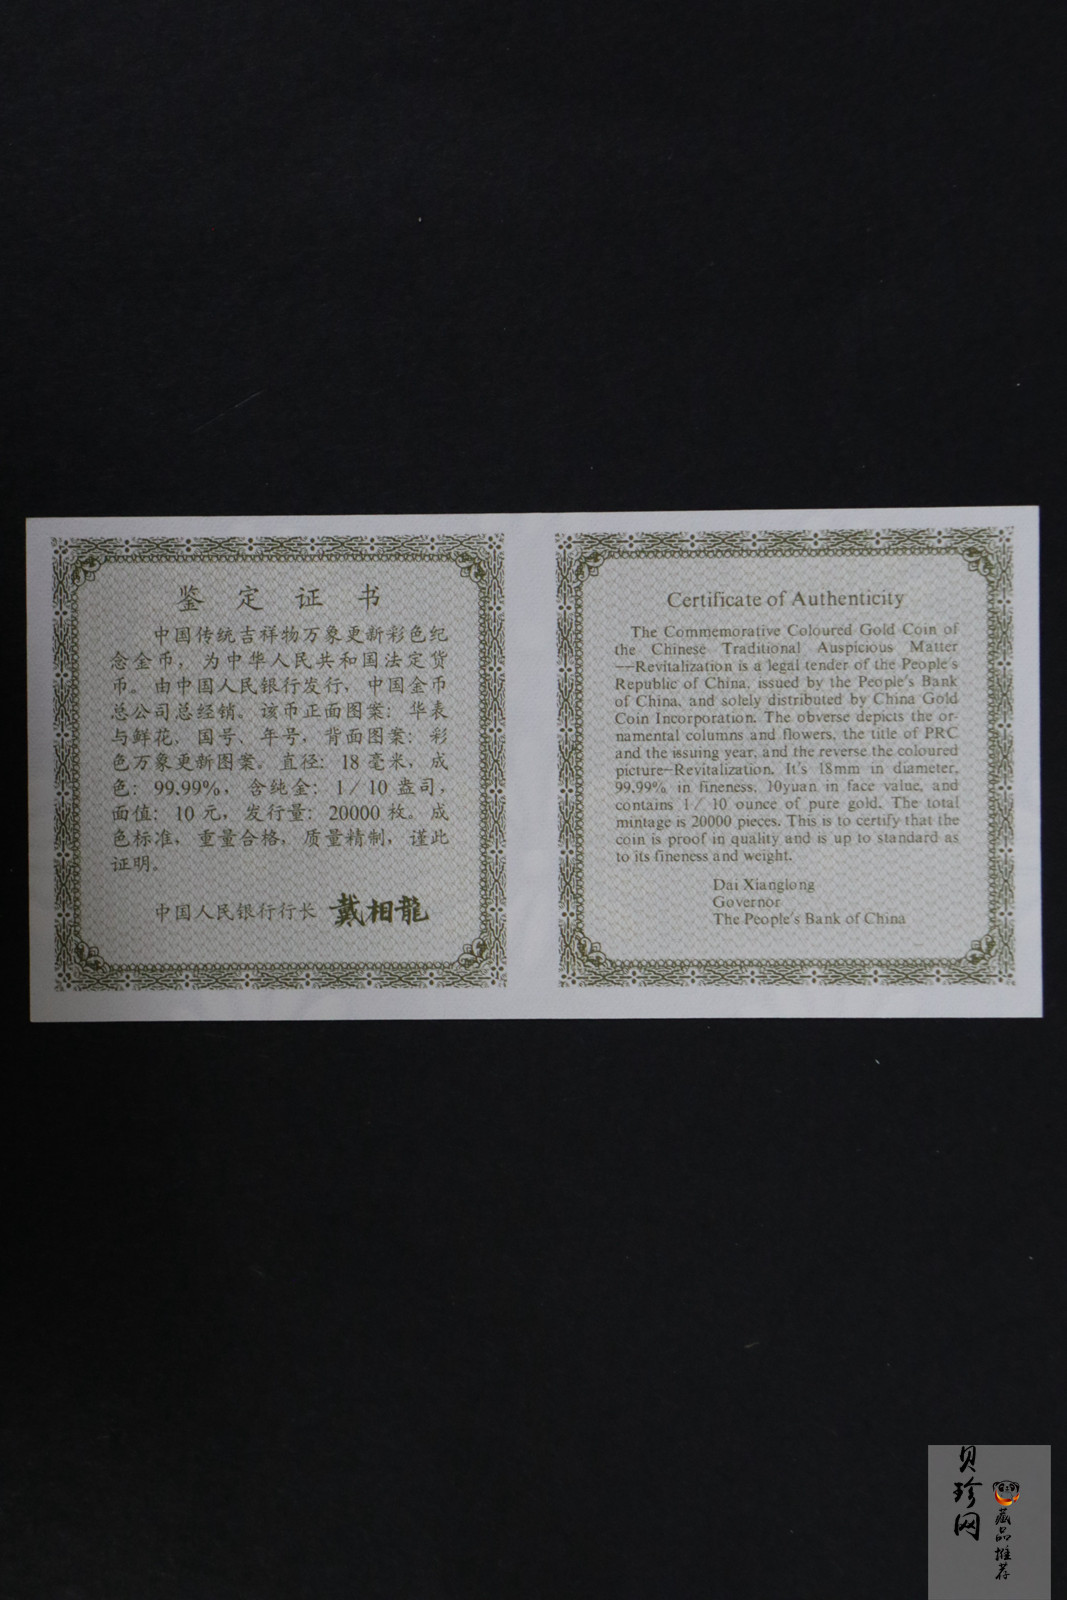 鉴 定 证 书
中国传统吉祥物万象更新彩色纪
念金币，为中华人民共和国法定货
币。由中国人民银行发行，中国金币
总公司总经销。该币正面图案：华表
与鲜花、国号、年号，背面图案：彩
色万象更新图案。直径：18毫米，成
色：99.99%，含纯金：1/10盎司，
面值：10元，发行量：20000枚。成
色标准，重量合格，质量精制，谨此
证明。
中国人民银行行长 戴相龍
Certificate of Authenticity
The Commemorative Coloured Gold Coin of
the Chinese Traditional Auspicious Matter
—Revitalization is a legal tender of the People's
Republic of China, issued by the People's Bank
of China, and solely distributed by China Gold
Coin Incorporation. The obverse depicts the or-
namental columns and flowers, the title of PRC
and the issuing year, and the reverse the coloured
picture-Revitalization. It's 18mm in diameter,
99.99% in fineness, 10yuan in face value, and
contains 1/10 ounce of pure gold. The total
mintage is 20000 pieces. This is to certify that the
coin is proof in quality and is up to standard as
to its fineness and weight.
Dai Xianglong
Governor
The People's Bank of China
贝珍网
藏品推荐